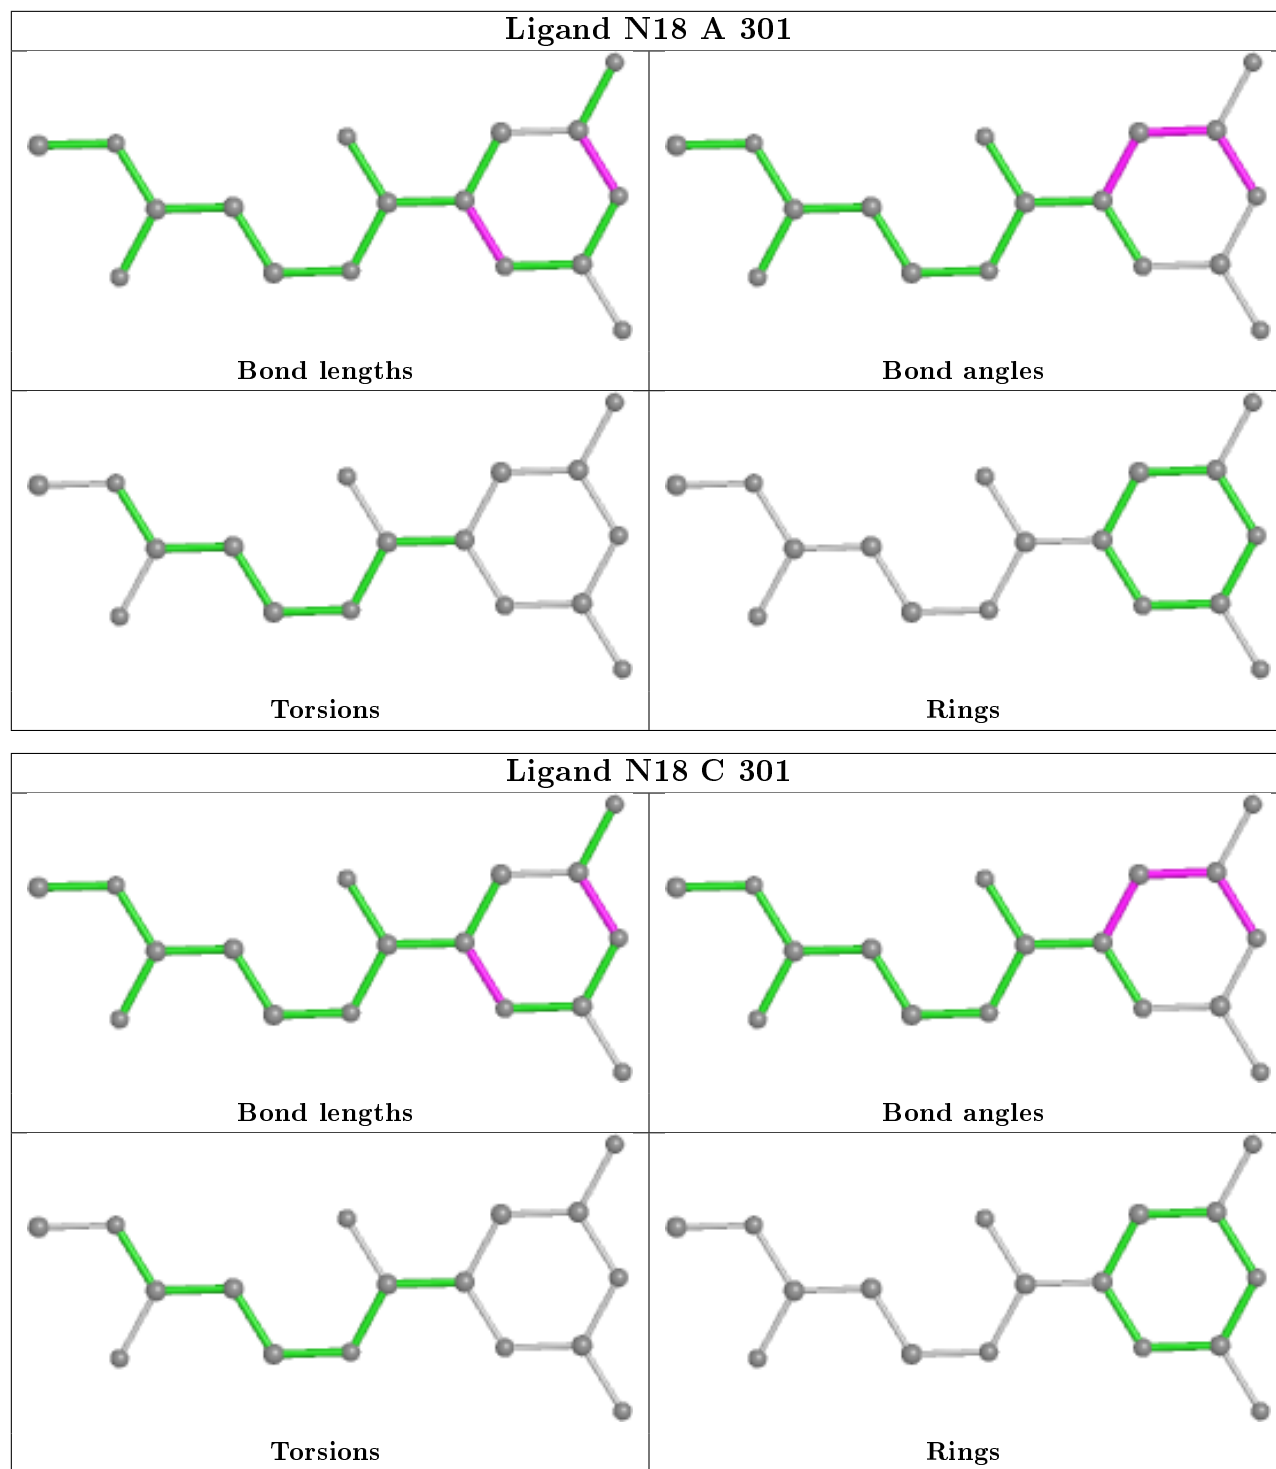 Ligand N18 A 301
Bond lengths
Bond angles
Torsions
Rings
Ligand N18 C 301
Bond lengths
Bond angles
Torsions
Rings